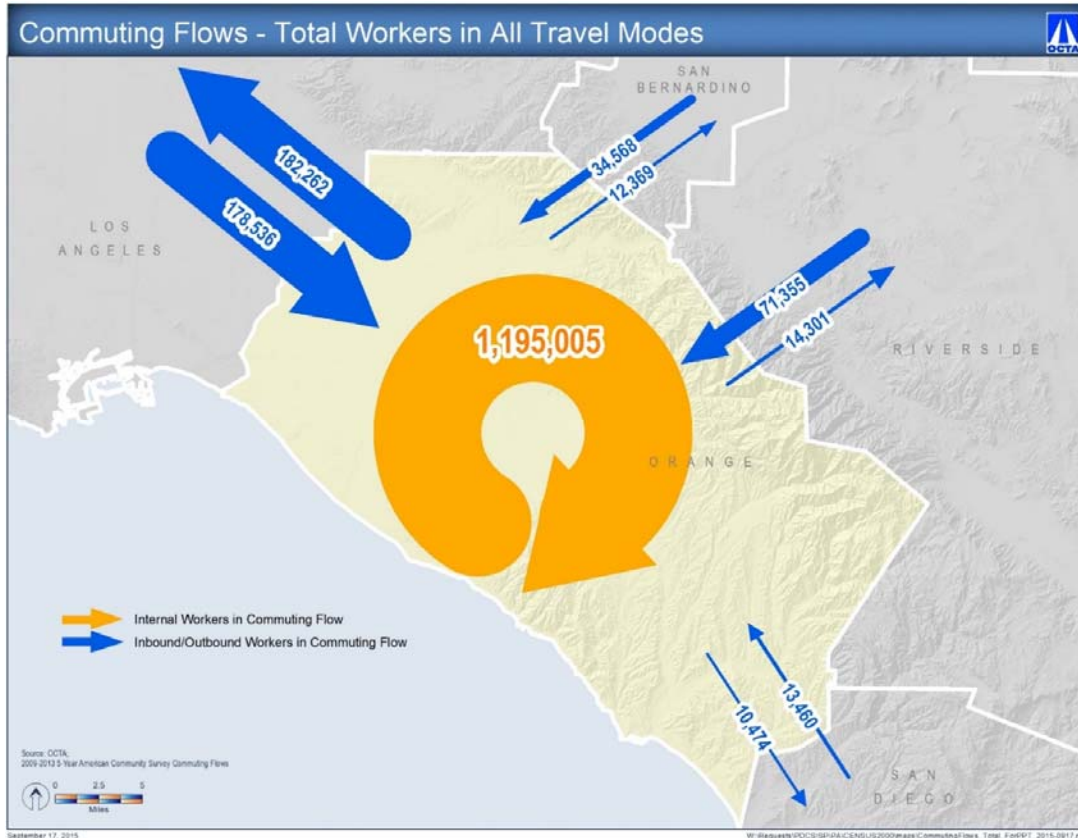 Commuting Flows - Total Workers in All Travel Modes
OCTA
SAN
BERNARDINO
182,262
34,568
12,369
178,536
LOS
ANGELES
71,355
14,301
1,195,005
RIVERSIDE
ORANGE
Internal Workers in Commuting Flow
Inbound/Outbound Workers in Commuting Flow
13,460
10,474
Source: OCTA;
2009-2013 5-Year American Community Survey Commuting Flows
SAN
DIEGO
0 2.5 5
Miles
September 17, 2015